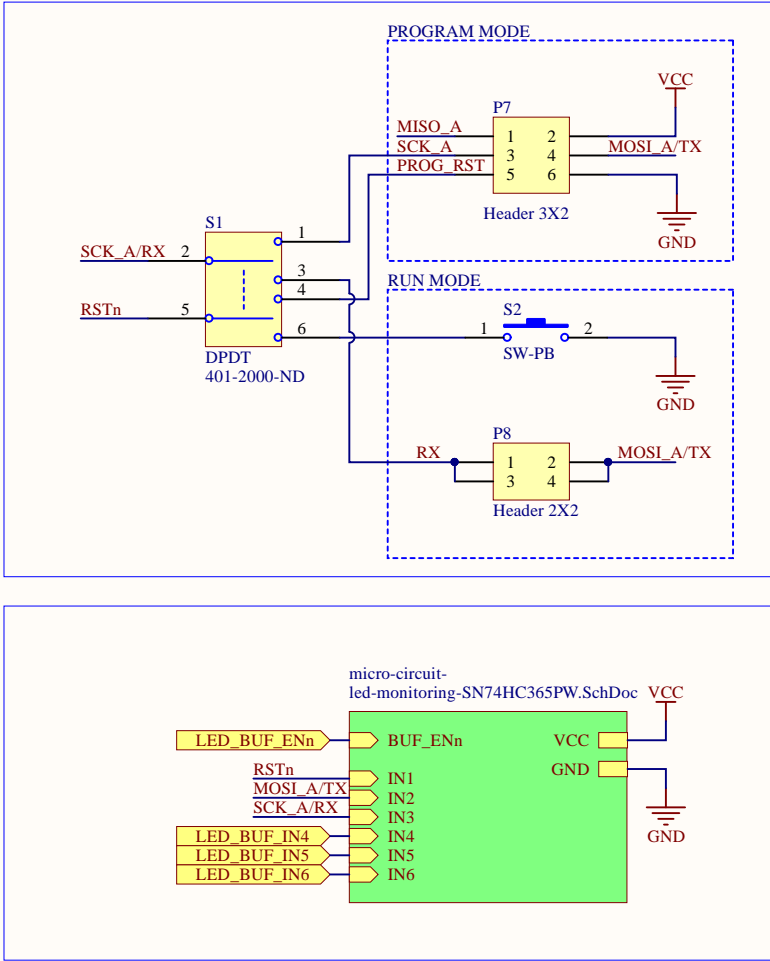 PROGRAM MODE
VCC
P7
MISO_A
1 2
SCK_A
3 4
MOSI_A/TX
PROG_RST
5 6
Header 3X2
GND
S1
1
SCK_A/RX 2
3
4
RSTn 5
6
DPDT
401-2000-ND
RUN MODE
S2
1 2
SW-PB
GND
P8
RX
1 2
MOSI_A/TX
3 4
Header 2X2
micro-circuit-
led-monitoring-SN74HC365PW.SchDoc
VCC
LED_BUF_ENn BUF_ENn VCC
GND
RSTn IN1
MOSI_A/TX IN2
SCK_A/RX IN3
LED_BUF_IN4 IN4
GND
LED_BUF_IN5 IN5
LED_BUF_IN6 IN6